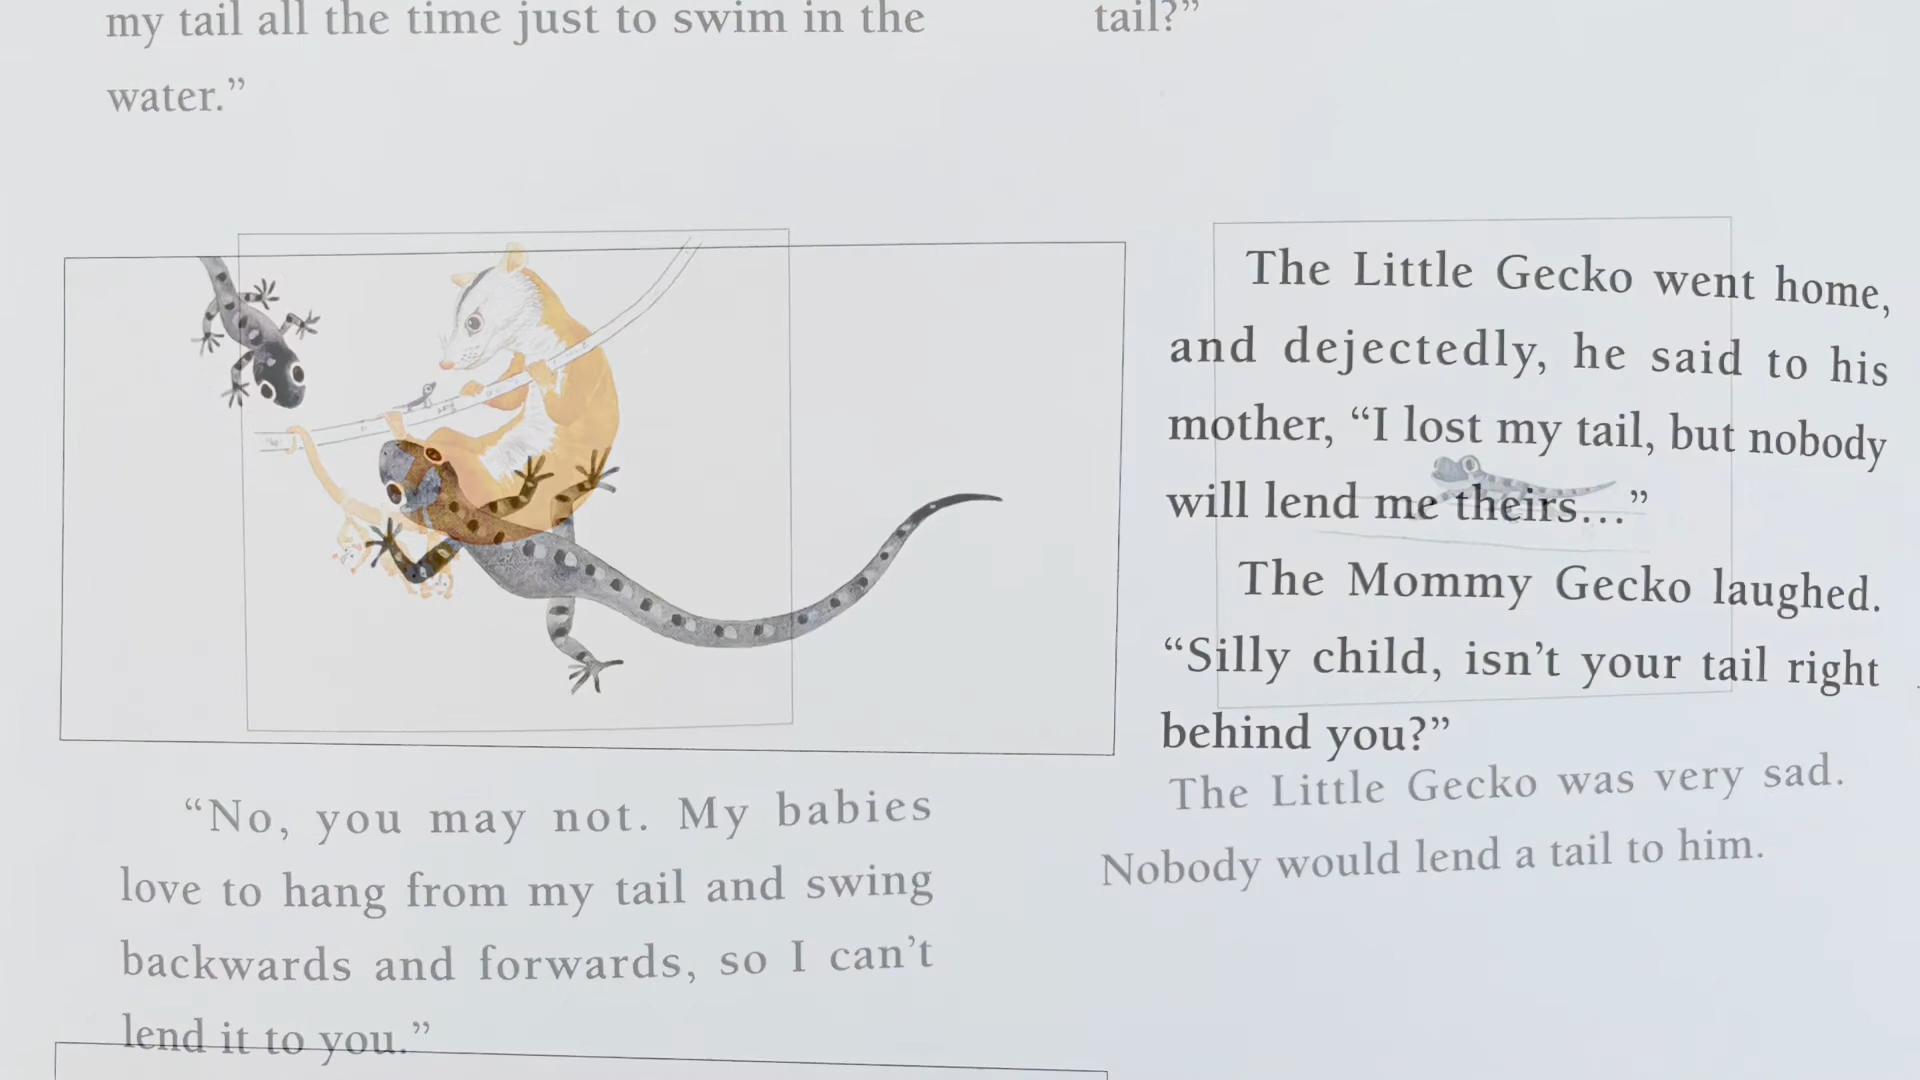 my tail all the time just to swim in the
water.”
tail?”
The Little Gecko went home,
and dejectedly, he said to his
mother, “I lost my tail, but nobody
will lend me theirs...”
The Mommy Gecko laughed.
“Silly child, isn’t your tail right
behind you?”
“No, you may not. My babies
love to hang from my tail and swing
backwards and forwards, so I can’t
lend it to you.”
The Little Gecko was very sad.
Nobody would lend a tail to him.